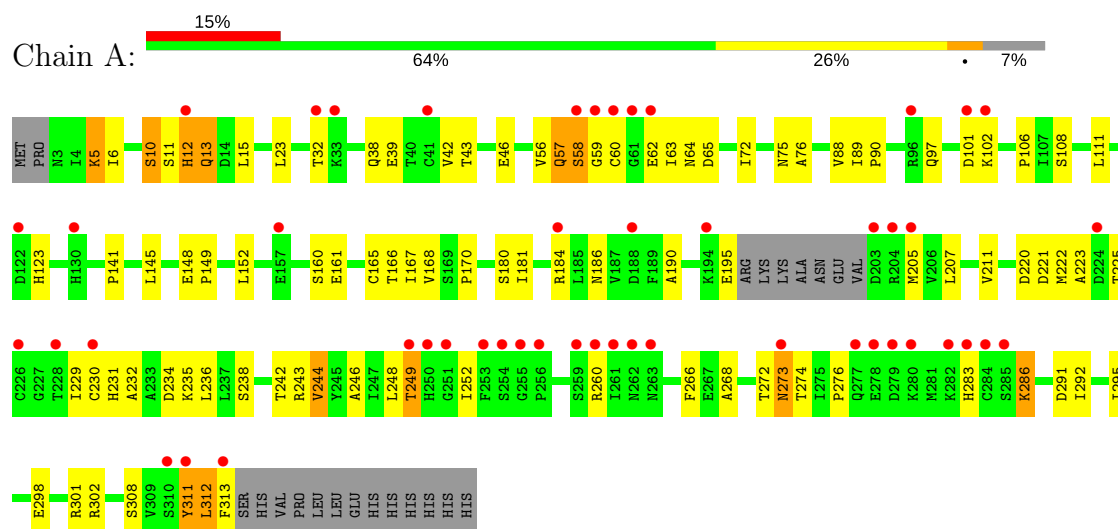 15%
Chain A:
64% 26% • 7%
MET PRO N3 I4 K5 I6 S10 S11 H12 Q13 D14 L15 L23 T32 K33 Q38 E39 T40 C41 V42 T43 E46 V56 Q57 S58 G59 C60 G61 E62 I63 N64 D65 I72 N75 A76 V88 I89 P90 R96 Q97 D101 K102 P106 I107 S108 L111
D122 H123 H130 P141 L145 E148 P149 L152 E157 S160 E161 C165 T166 I167 V168 S169 P170 S180 I181 R184 L185 N186 V187 D188 F189 A190 K194 E195 ARG LYS LYS ALA ASN GLU VAL D203 R204 M205 V206 L207 V211 D220 D221 M222 A223 D224 T225
C226 G227 T228 I229 C230 H231 A232 A233 D234 K235 L236 L237 S238 T242 R243 V244 Y245 A246 I247 L248 T249 H250 G251 I252 F253 S254 G255 P256 S259 R260 I261 N262 N263 F266 E267 A268 T272 N273 T274 I275 P276 Q277 E278 D279 K280 M281 K282 H283 C284 S285 K286 D291 I292 I295
E298 R301 R302 S308 V309 S310 Y311 L312 F313 SER HIS VAL PRO LEU LEU GLU HIS HIS HIS HIS HIS HIS